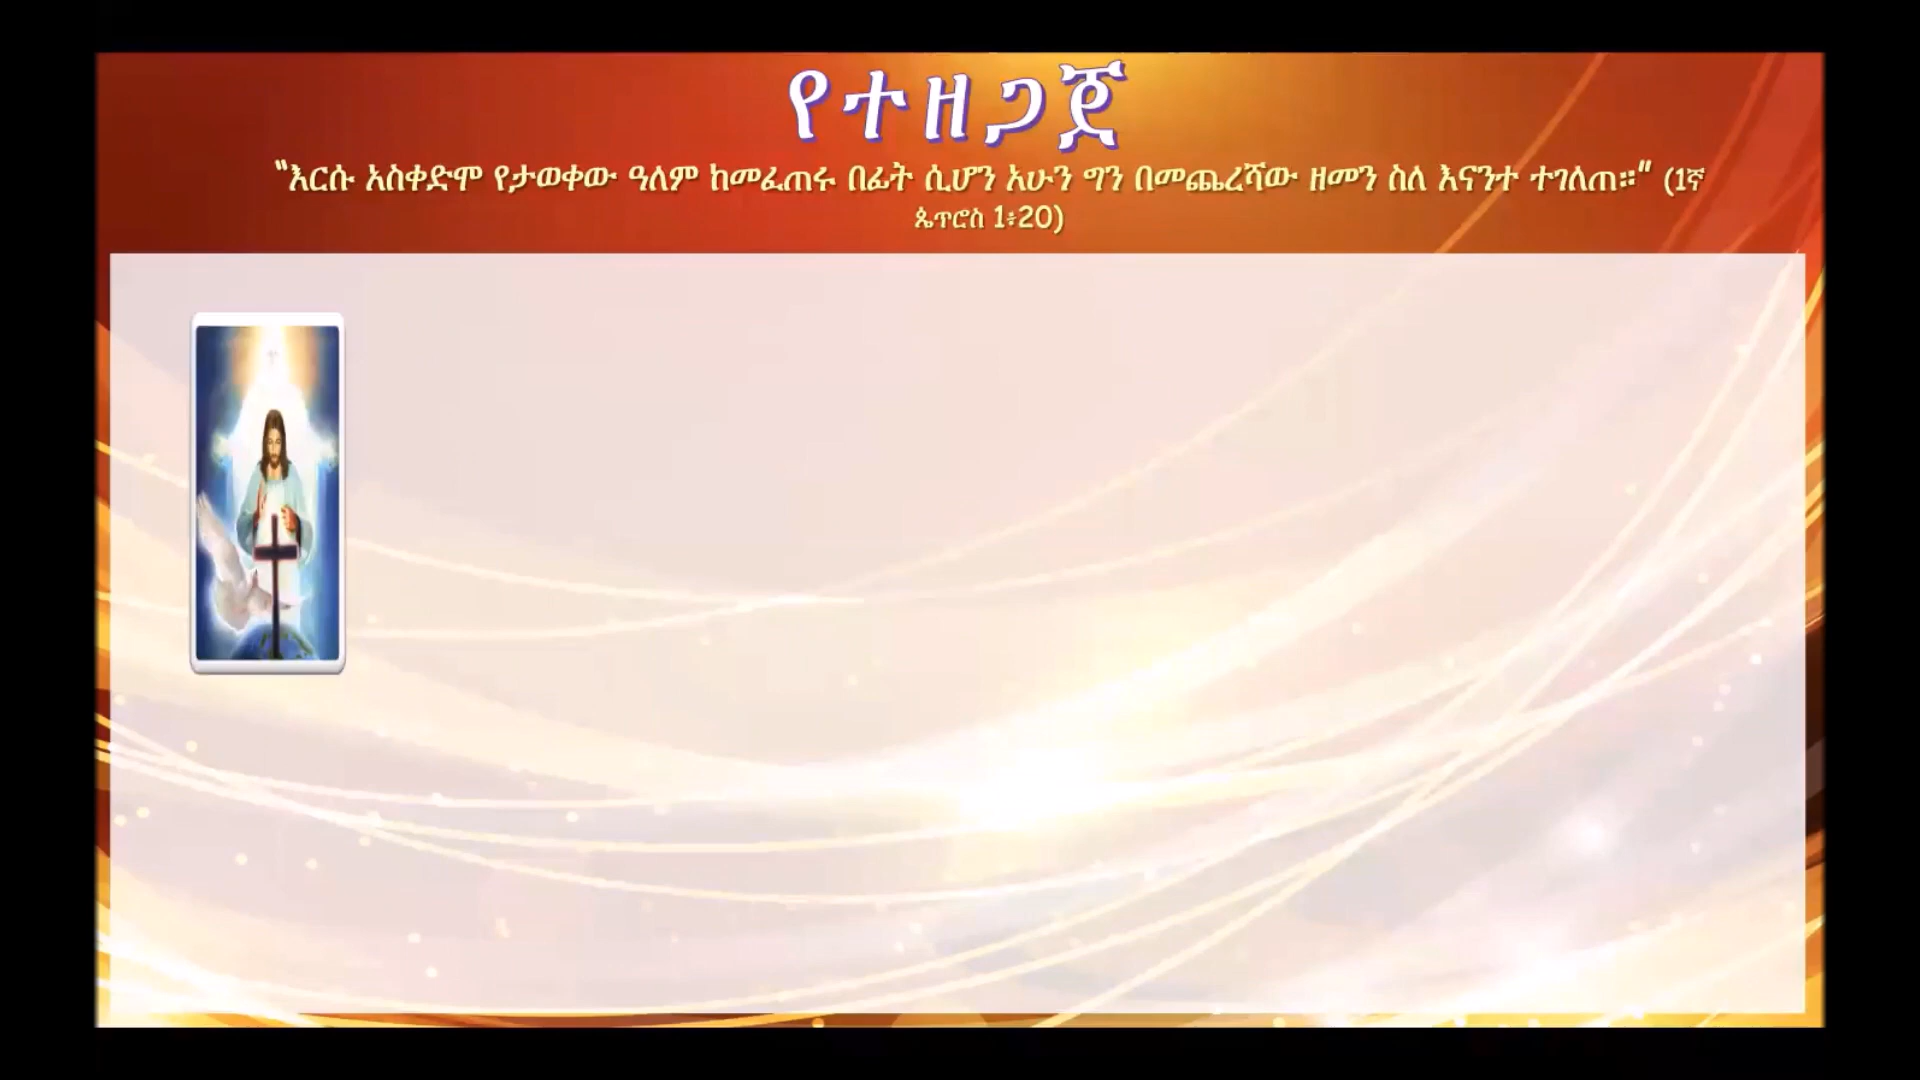 የተዘጋጀ
“እርሱ አስቀድሞ የታወቀው ዓለም ከመፈጠሩ በፊት ሲሆን አሁን ግን በመጨረሻው ዘመን ስለ እናንተ ተገለጠ።” (1ኛ
ጴጥሮስ 1፥20)